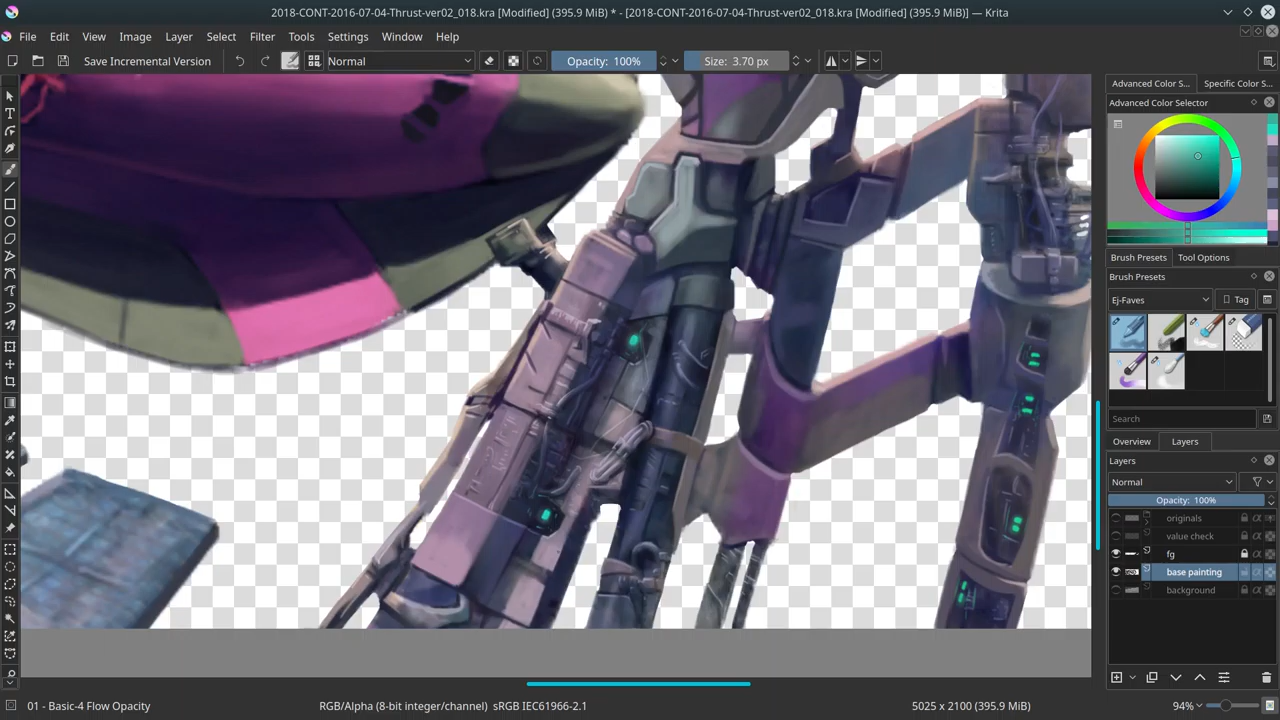 2018-CONT-2016-07-04-Thrust-ver02_018.kra [Modified] (395.9 MiB) * - [2018-CONT-2016-07-04-Thrust-ver02_018.kra [Modified] (395.9 MiB)] — Krita
File Edit View Image Layer Select Filter Tools Settings Window Help
Save Incremental Version Normal Opacity: 100% Size: 3.70 px
Advanced Color S... Specific Color S...
Advanced Color Selector
Brush Presets Tool Options
Brush Presets
Ej-Faves Tag
Search
Overview Layers
Layers
Normal
Opacity: 100%
originals
value check
fg
base painting
background
01 - Basic-4 Flow Opacity RGB/Alpha (8-bit integer/channel) sRGB IEC61966-2.1 5025 x 2100 (395.9 MiB) 94%